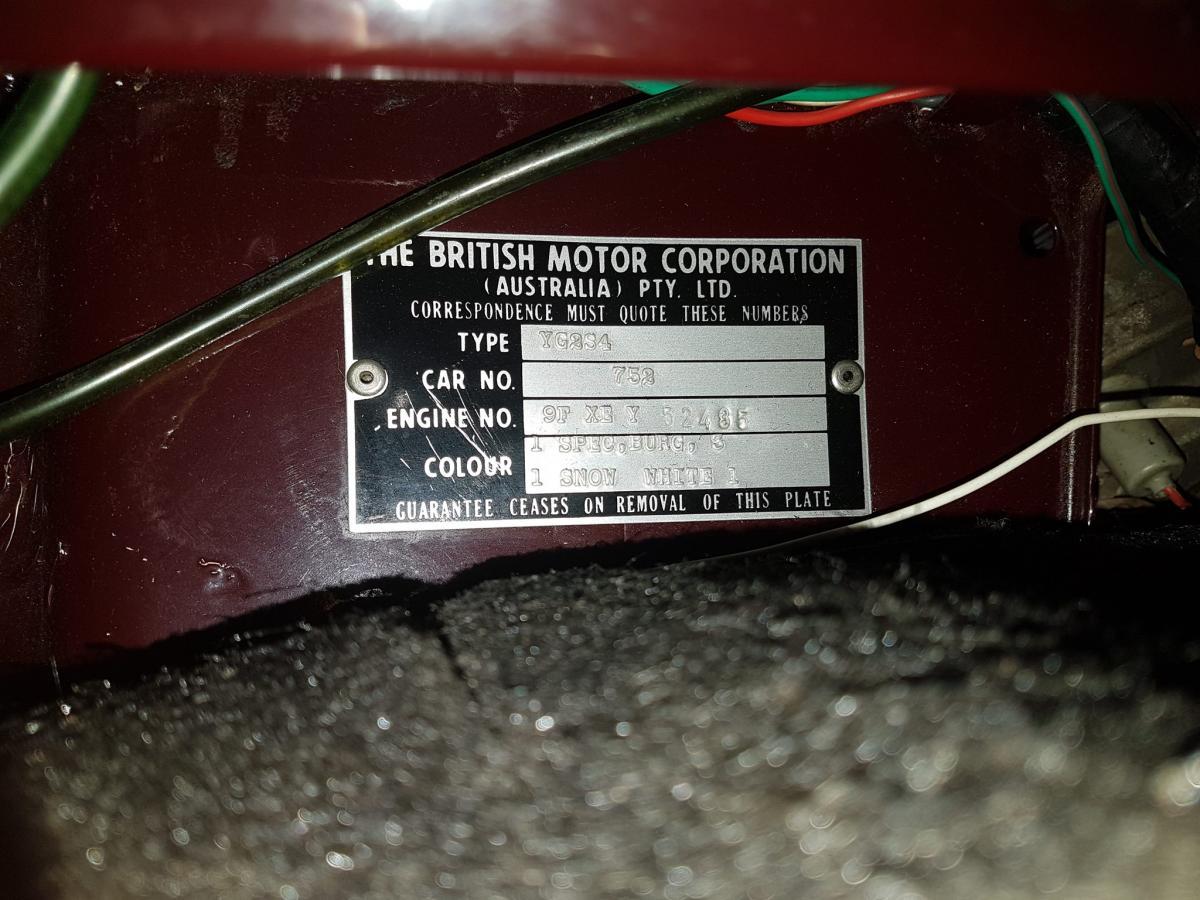 THE BRITISH MOTOR CORPORATION
(AUSTRALIA) PTY. LTD.
CORRESPONDENCE MUST QUOTE THESE NUMBERS
TYPE YG2S4
CAR NO. 752
ENGINE NO. 9F XE Y 52485
COLOUR 1 SPEC,BURG, 3
1 SNOW WHITE 1
GUARANTEE CEASES ON REMOVAL OF THIS PLATE